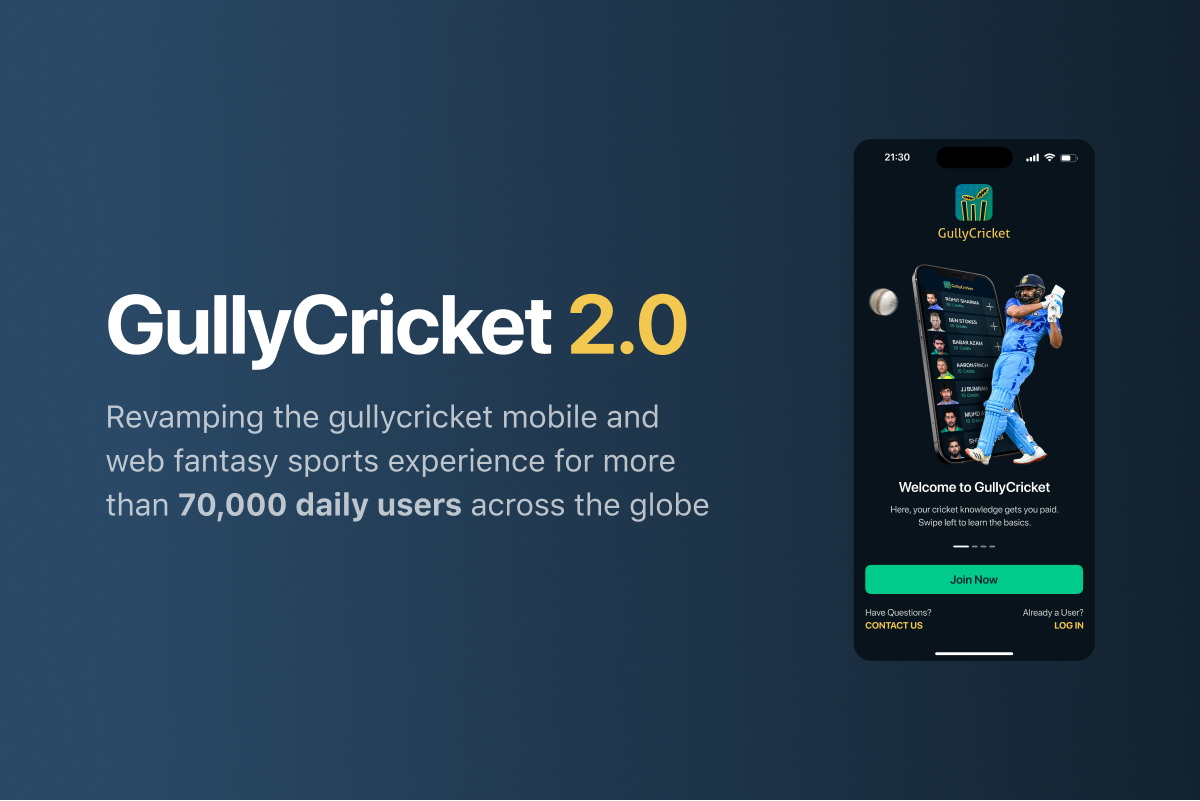 GullyCricket 2.0
Revamping the gullycricket mobile and
web fantasy sports experience for more
than 70,000 daily users across the globe
21:30
GullyCricket
GullyCricket
ROHIT SHARMA
BEN STOKES
BABAR AZAM
AARON FINCH
JJ BUMRAH
Welcome to GullyCricket
Here, your cricket knowledge gets you paid.
Swipe left to learn the basics.
Join Now
Have Questions?
CONTACT US
Already a User?
LOG IN